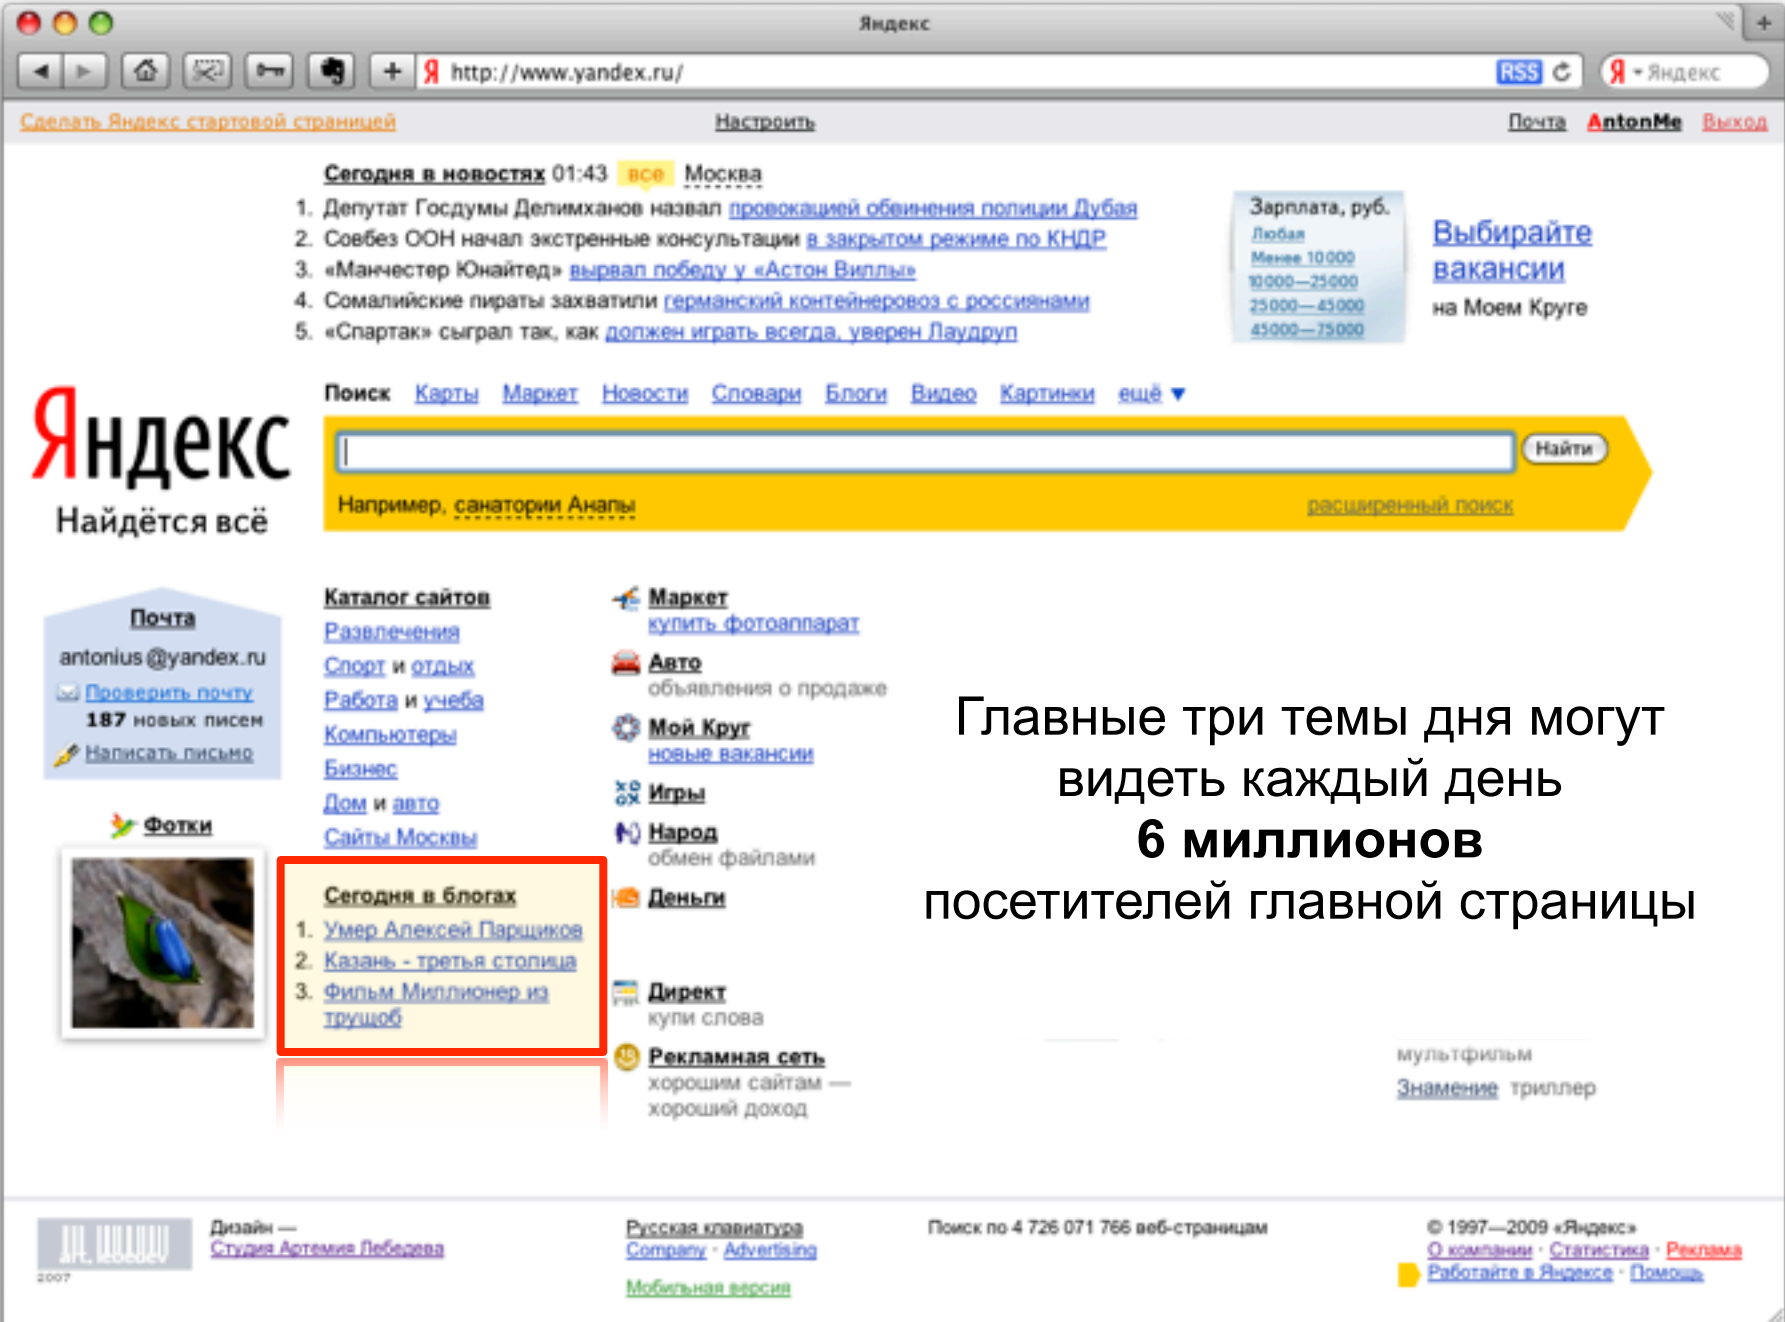 Яндекс
http://www.yandex.ru/
RSS
Я Яндекс
Сделать Яндекс стартовой страницей
Настроить
Почта AntonMe Выход
Сегодня в новостях 01:43 все Москва
1. Депутат Госдумы Делимханов назвал провокацией обвинения полиции Дубая
2. Совбез ООН начал экстренные консультации в закрытом режиме по КНДР
3. «Манчестер Юнайтед» вырвал победу у «Астон Виллы»
4. Сомалийские пираты захватили германский контейнеровоз с россиянами
5. «Спартак» сыграл так, как должен играть всегда, уверен Лаудруп
Зарплата, руб.
Любая
Менее 10000
10000—25000
25000—45000
45000—75000
Выбирайте
вакансии
на Моем Круге
Яндекс
Найдётся всё
Поиск Карты Маркет Новости Словари Блоги Видео Картинки ещё ▼
Найти
Например, санатории Анапы
расширенный поиск
Почта
antonius@yandex.ru
Проверить почту
187 новых писем
Написать письмо
Фотки
Каталог сайтов
Развлечения
Спорт и отдых
Работа и учеба
Компьютеры
Бизнес
Дом и авто
Сайты Москвы
Сегодня в блогах
1. Умер Алексей Парщиков
2. Казань - третья столица
3. Фильм Миллионер из
трущоб
Маркет
купить фотоаппарат
Авто
объявления о продаже
Мой Круг
новые вакансии
Игры
Народ
обмен файлами
Деньги
Директ
купи слова
Рекламная сеть
хорошим сайтам —
хороший доход
Главные три темы дня могут
видеть каждый день
6 миллионов
посетителей главной страницы
мультфильм
Знамение триллер
art. lebedev
2007
Дизайн —
Студия Артемия Лебедева
Русская клавиатура
Company · Advertising
Мобильная версия
Поиск по 4 726 071 766 веб-страницам
© 1997—2009 «Яндекс»
О компании · Статистика · Реклама
Работайте в Яндексе · Помощь